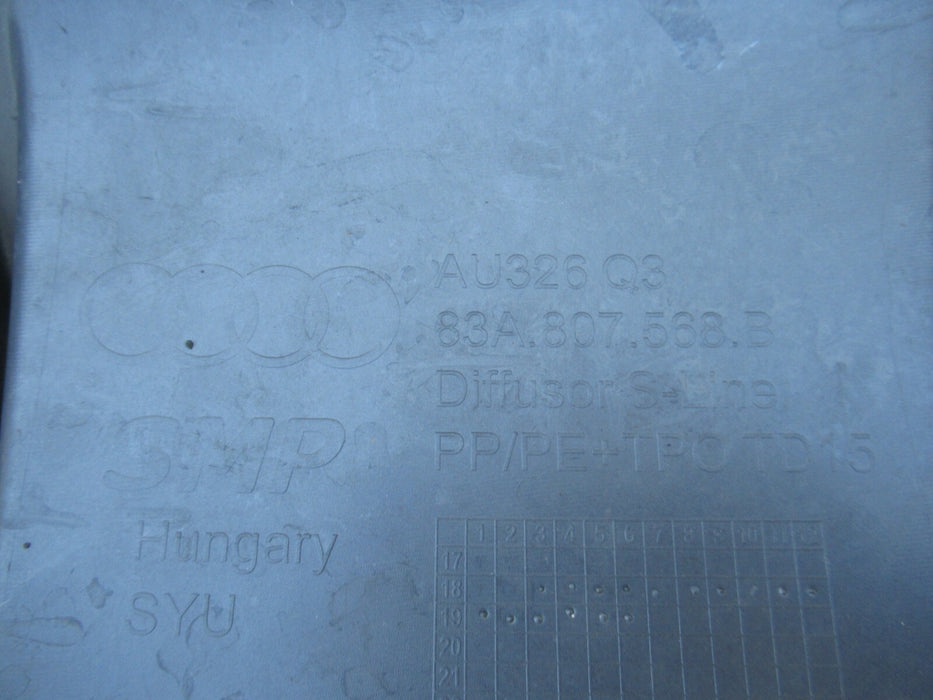 AU326 Q3
83A.807.568.B
Diffusor S-Line
PP/PE+TPO TD15
SMR
Hungary
SYU
1 2 3 4 5 6 7 8 9 10 11 12
17
18
19
20
21